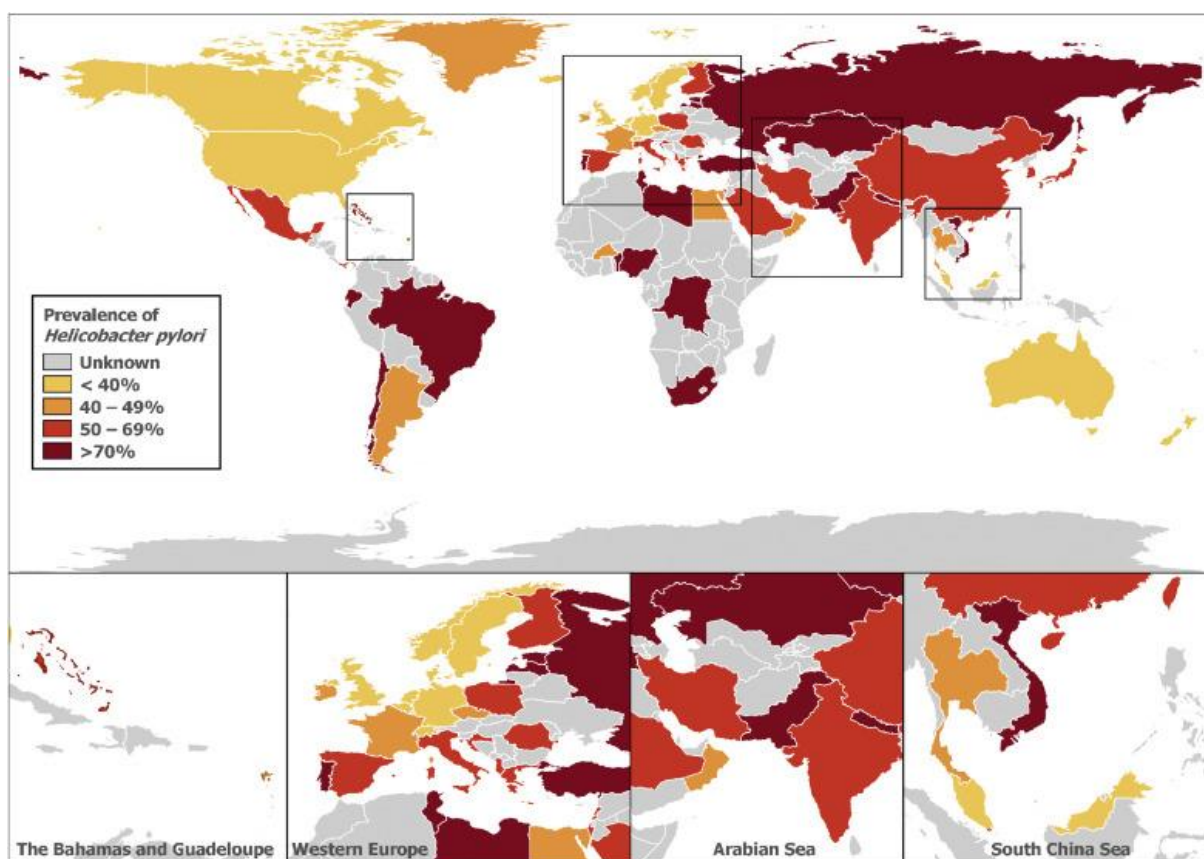 Prevalence of
Helicobacter pylori
Unknown
< 40%
40 – 49%
50 – 69%
>70%
The Bahamas and Guadeloupe
Western Europe
Arabian Sea
South China Sea